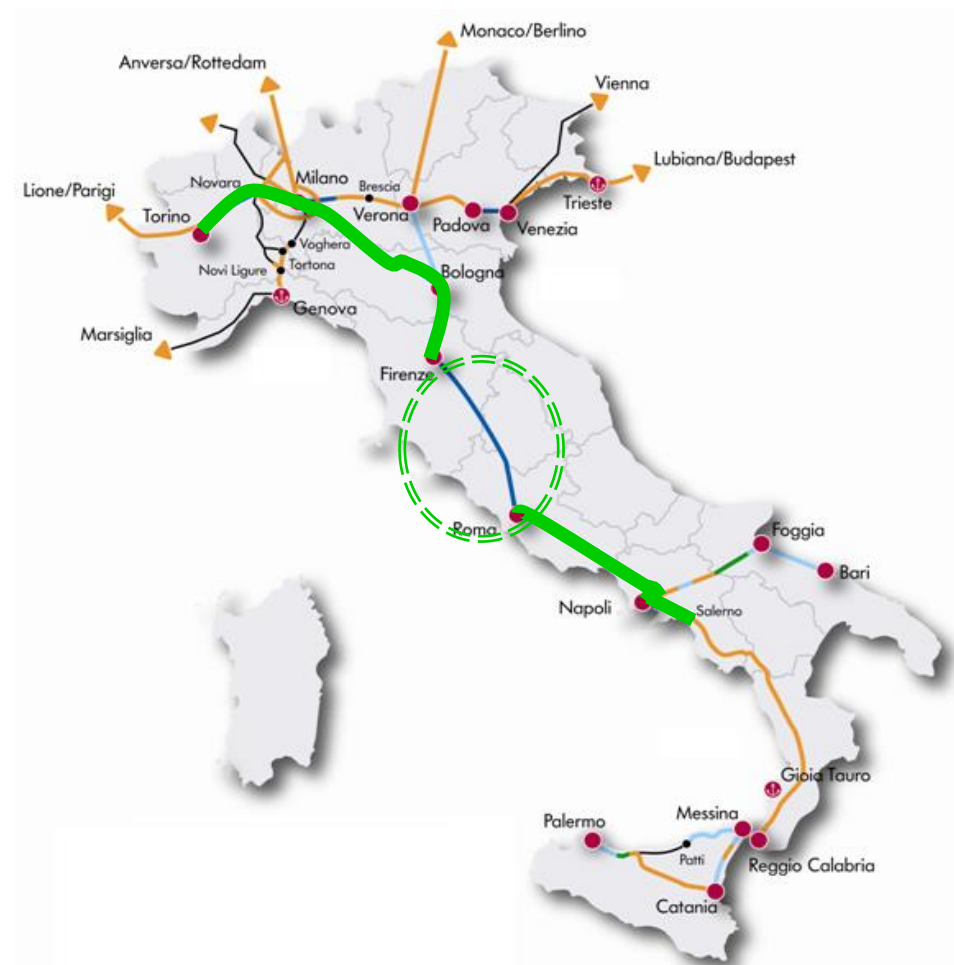 Monaco/Berlino
Anversa/Rottedam
Vienna
Lubiana/Budapest
Lione/Parigi
Novara
Milano
Brescia
Torino
Verona
Padova
Venezia
Trieste
Voghera
Novi Ligure
Tortona
Bologna
Genova
Marsiglia
Firenze
Roma
Foggia
Bari
Napoli
Salerno
Gioia Tauro
Messina
Palermo
Patti
Reggio Calabria
Catania